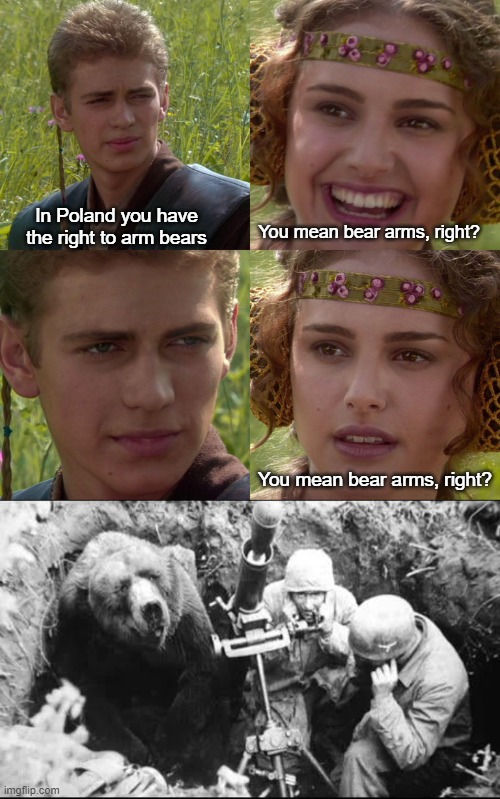 In Poland you have
the right to arm bears
You mean bear arms, right?
You mean bear arms, right?
imgflip.com